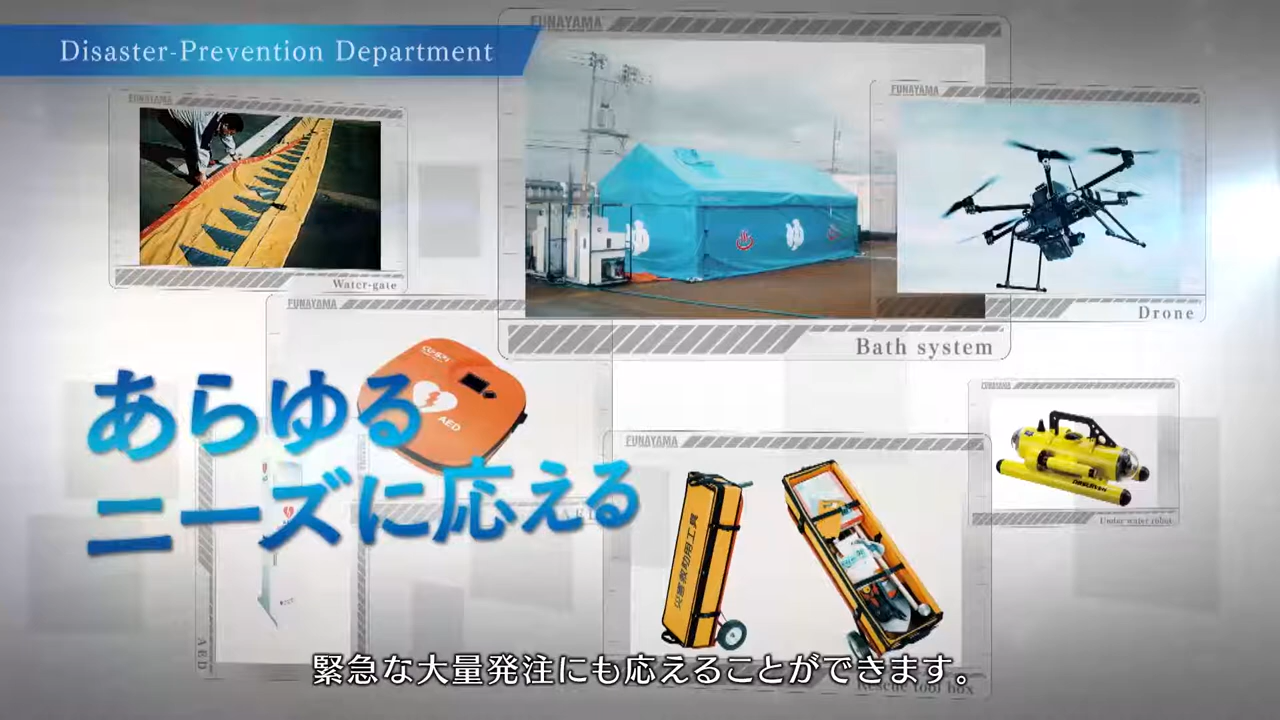 FUNAYAMA
Disaster-Prevention Department
FUNAYAMA
FUNAYAMA
Water-gate
FUNAYAMA
Drone
Bath system
AED
FUNAYAMA
FUNAYAMA
あらゆる
ニーズに応える
災害救助用工具
Under water robot
AED
緊急な大量発注にも応えることができます。
Rescue tool box